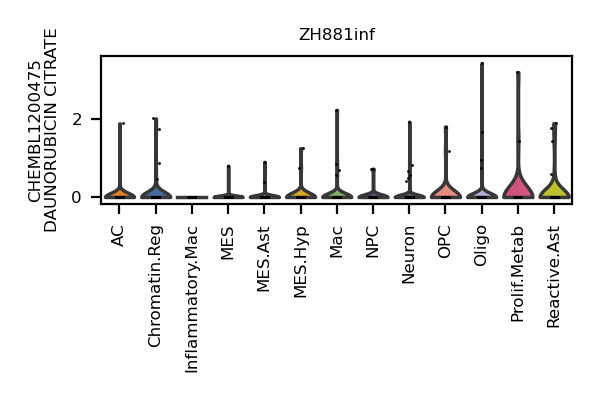 ZH881inf
CHEMBL1200475
DAUNORUBICIN CITRATE
2
0
AC
Chromatin.Reg
Inflammatory.Mac
MES
MES.Ast
MES.Hyp
Mac
NPC
Neuron
OPC
Oligo
Prolif.Metab
Reactive.Ast